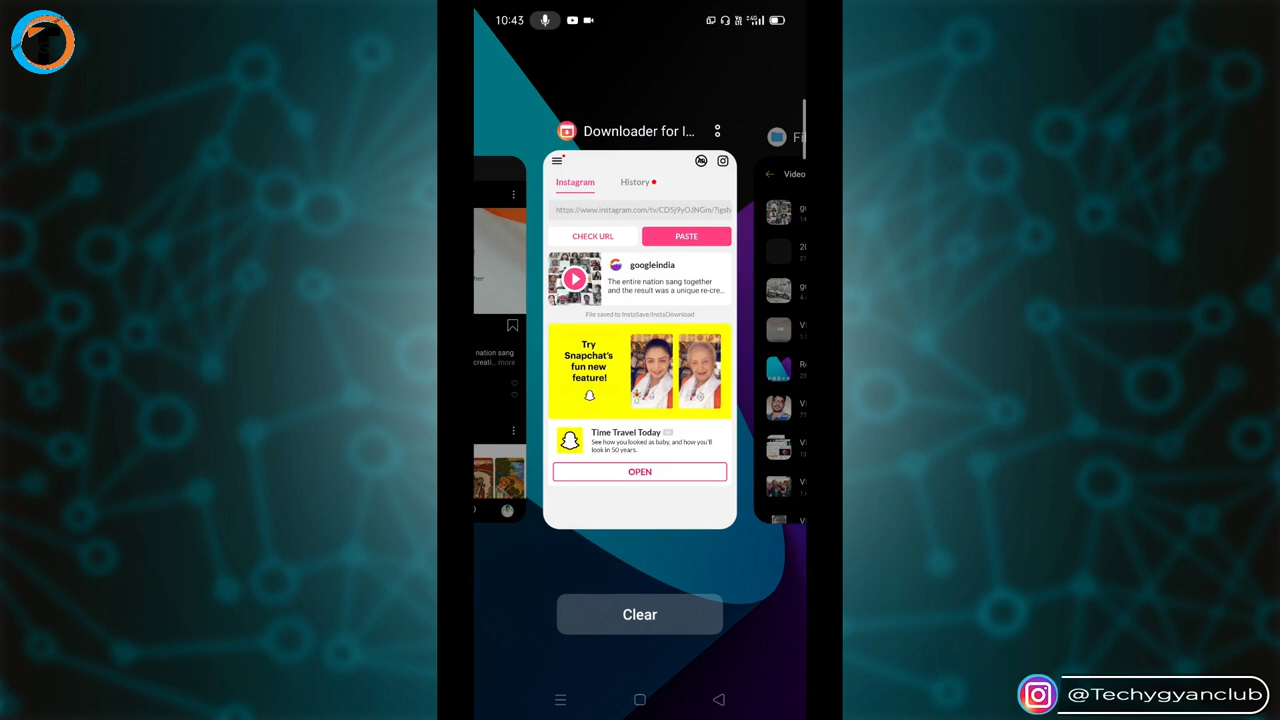 10:43
Downloader for I...
Instagram
History
https://www.instagram.com/tv/CDSj9yOJNGm/?igsh
CHECK URL
PASTE
googleindia
The entire nation sang together
and the result was a unique re-cre...
File saved to InstaSave/InstaDownload
Try
Snapchat's
fun new
feature!
Time Travel Today
See how you looked as baby, and how you'll
look in 50 years.
OPEN
nation sang
creati... more
Video
Clear
@Techygyanclub